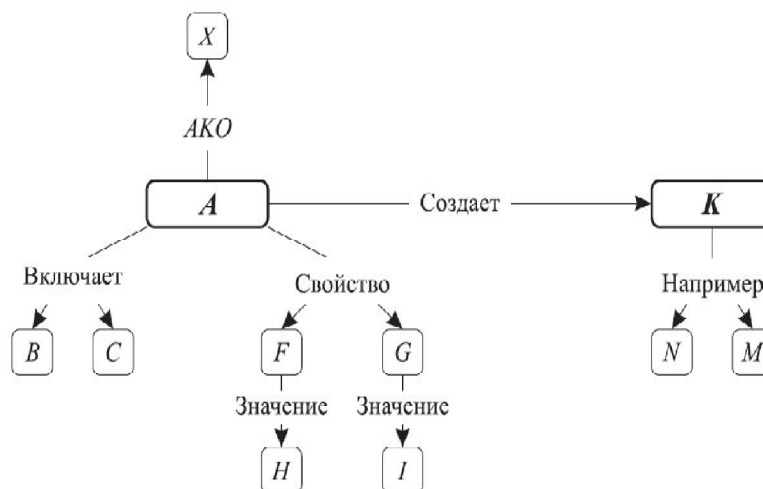 X
AKO
A
Создает
K
Включает
Свойство
Например
B
C
F
G
N
M
Значение
Значение
H
I